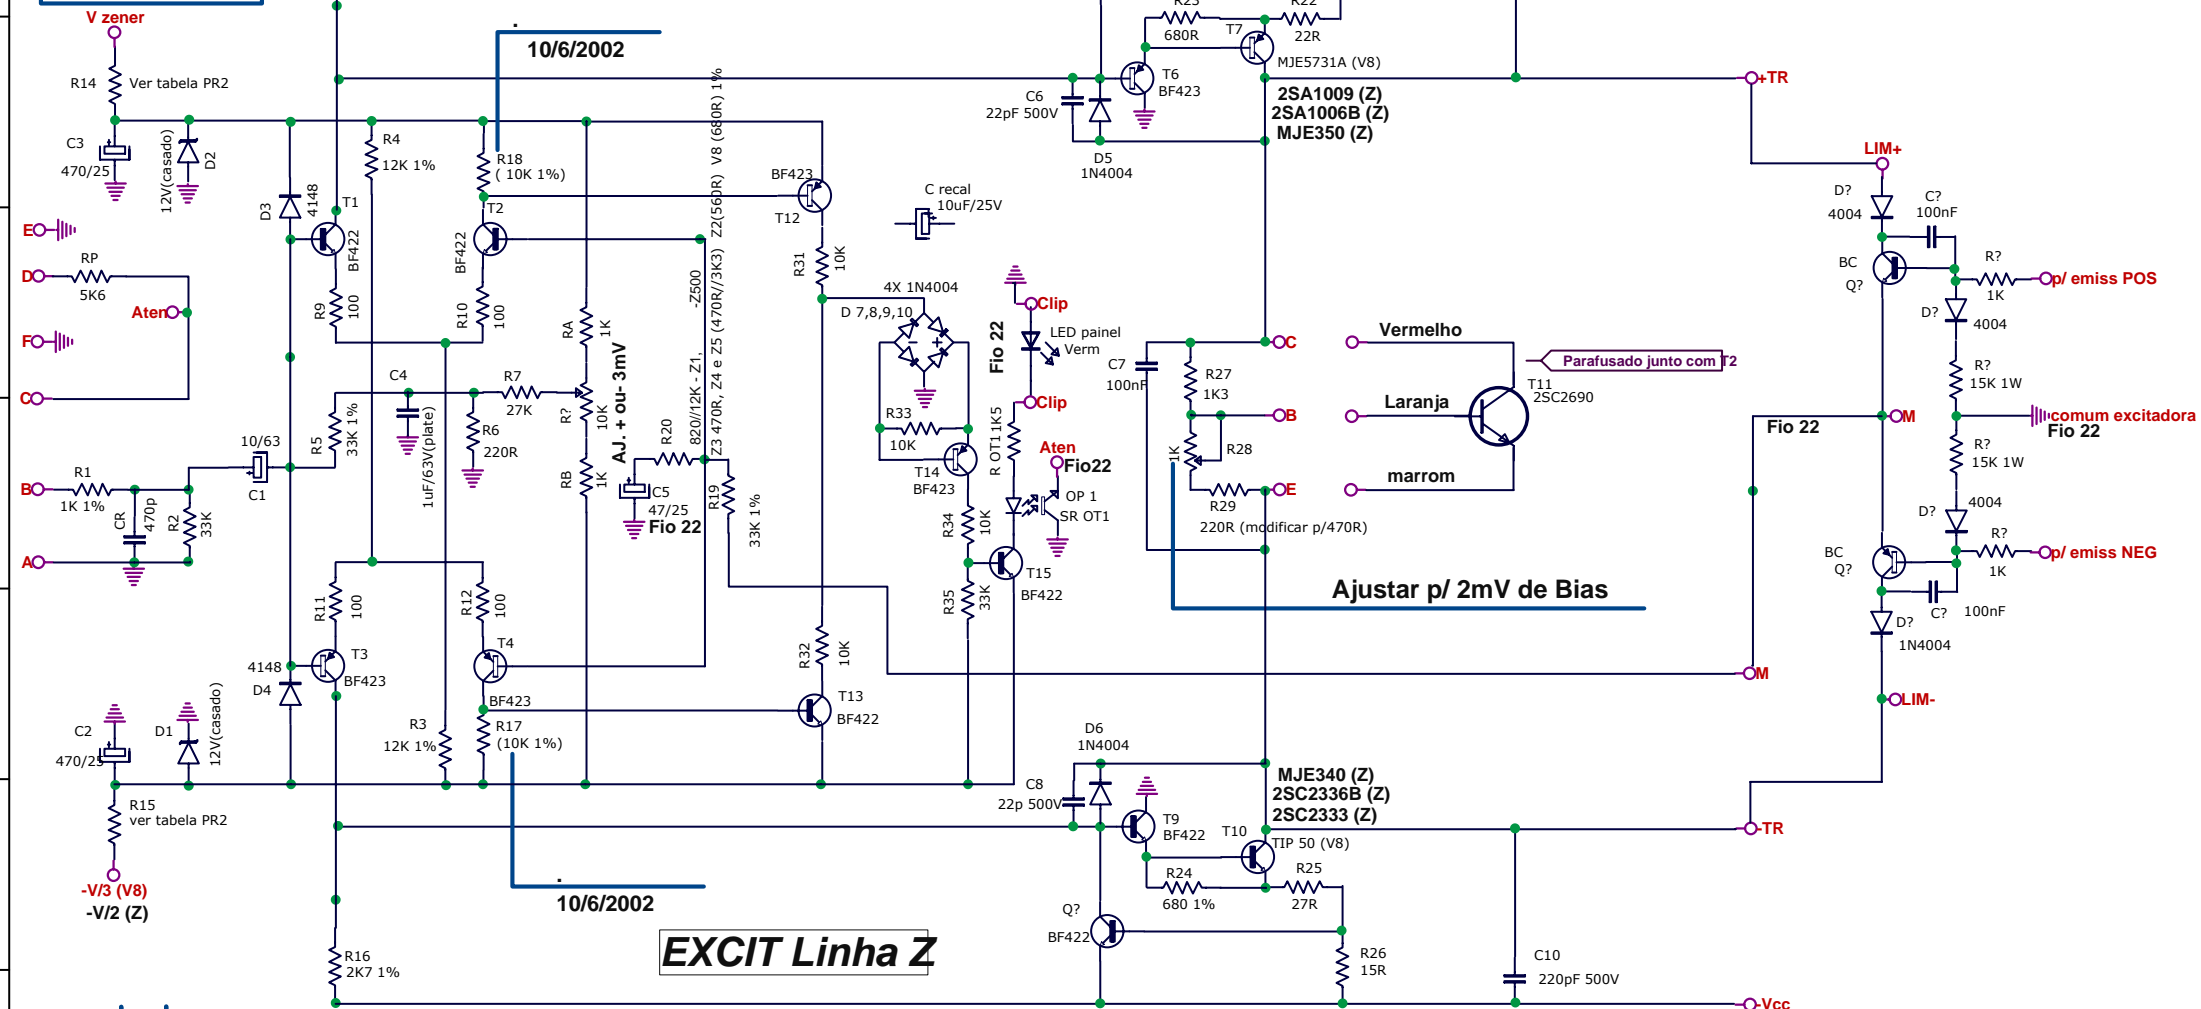 V zener
R14
Ver tabela PR2
C3
470/25
12V(casado)
D2
D3
4148
R4
12K 1%
10/6/2002
R18
( 10K 1%)
T1
BF422
T2
BF422
R9
100
R10
100
E
D
RP
5K6
Aten
F
C
B
R1
1K 1%
CR
470p
R2
33K
A
10/63
C1
R5
33K 1%
C4
1uF/63V(plate)
R7
27K
R6
220R
RA
1K
R?
10K
RB
1K
AJ. + ou- 3mV
R20
820//12K - Z1,
-Z500
Z3 470R, Z4 e Z5 (470R//3K3) Z2(560R) V8 (680R) 1%
C5
47/25
Fio 22
R19
33K 1%
BF423
T12
R31
10K
C recal
10uF/25V
4X 1N4004
D 7,8,9,10
Fio 22
Clip
LED painel
Verm
Clip
R33
10K
T14
BF423
R OT1
1K5
Aten
Fio22
OP 1
SR OT1
R34
10K
T15
BF422
R35
33K
R11
100
R12
100
T3
BF423
T4
BF423
4148
D4
R3
12K 1%
R17
(10K 1%)
R32
10K
T13
BF422
C2
470/25
D1
12V(casado)
R15
ver tabela PR2
-V/3 (V8)
-V/2 (Z)
10/6/2002
R16
2K7 1%
EXCIT Linha Z
R23
680R
R22
22R
T7
MJE5731A (V8)
T6
BF423
C6
22pF 500V
D5
1N4004
2SA1009 (Z)
2SA1006B (Z)
MJE350 (Z)
+TR
C7
100nF
R27
1K3
C
B
E
1K
R28
R29
220R (modificar p/470R)
Vermelho
Laranja
marrom
Parafusado junto com T2
T11
2SC2690
Ajustar p/ 2mV de Bias
D6
1N4004
C8
22p 500V
MJE340 (Z)
2SC2336B (Z)
2SC2333 (Z)
T9
BF422
T10
TIP 50 (V8)
R24
680 1%
R25
27R
Q?
BF422
R26
15R
C10
220pF 500V
-TR
-Vcc
LIM+
D?
4004
C?
100nF
BC
Q?
R?
1K
p/ emiss POS
D?
4004
R?
15K 1W
M
Fio 22
comum excitadora
Fio 22
R?
15K 1W
4004
D?
R?
1K
p/ emiss NEG
BC
Q?
C?
100nF
D?
1N4004
M
LIM-